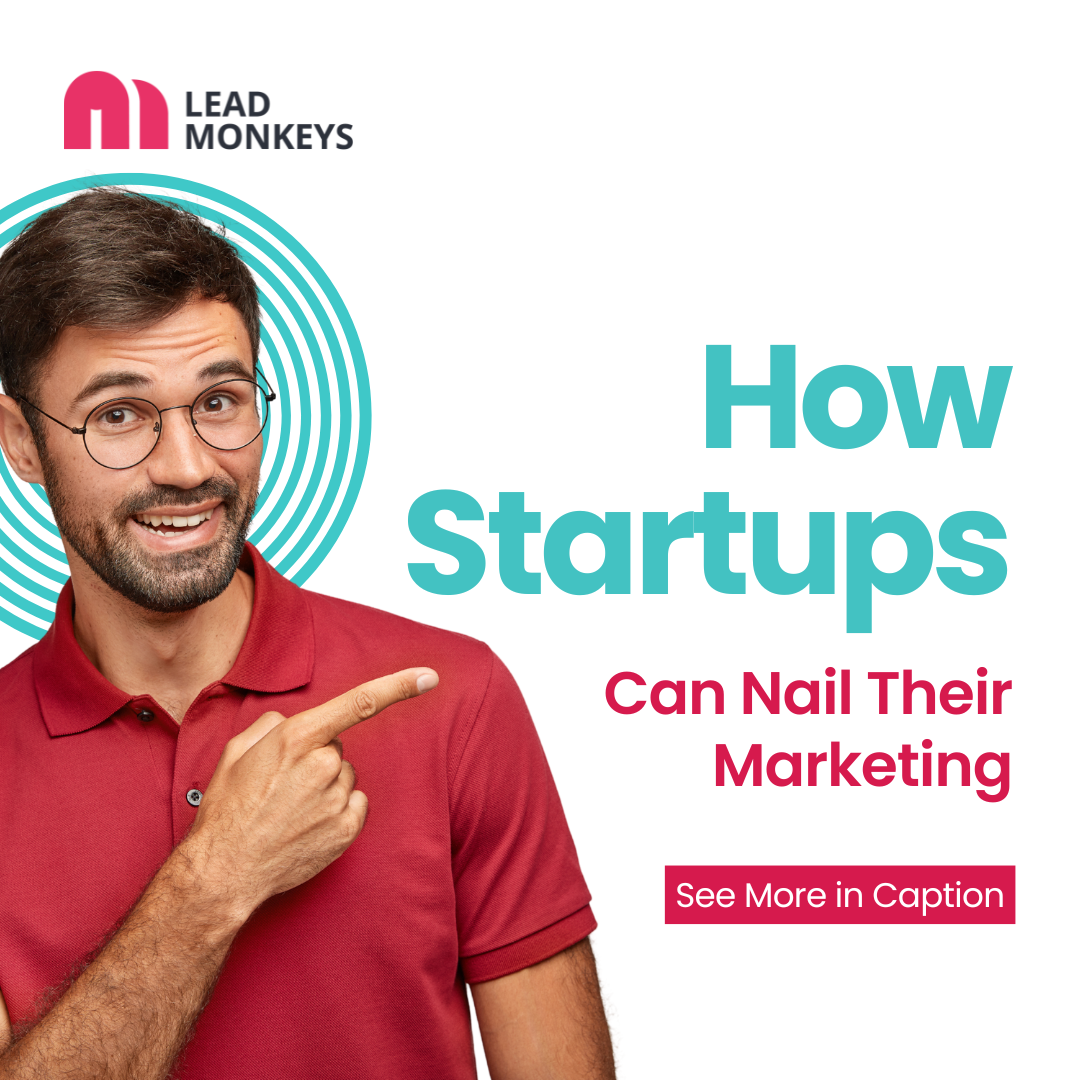 LEAD
MONKEYS
How
Startups
Can Nail Their
Marketing
See More in Caption